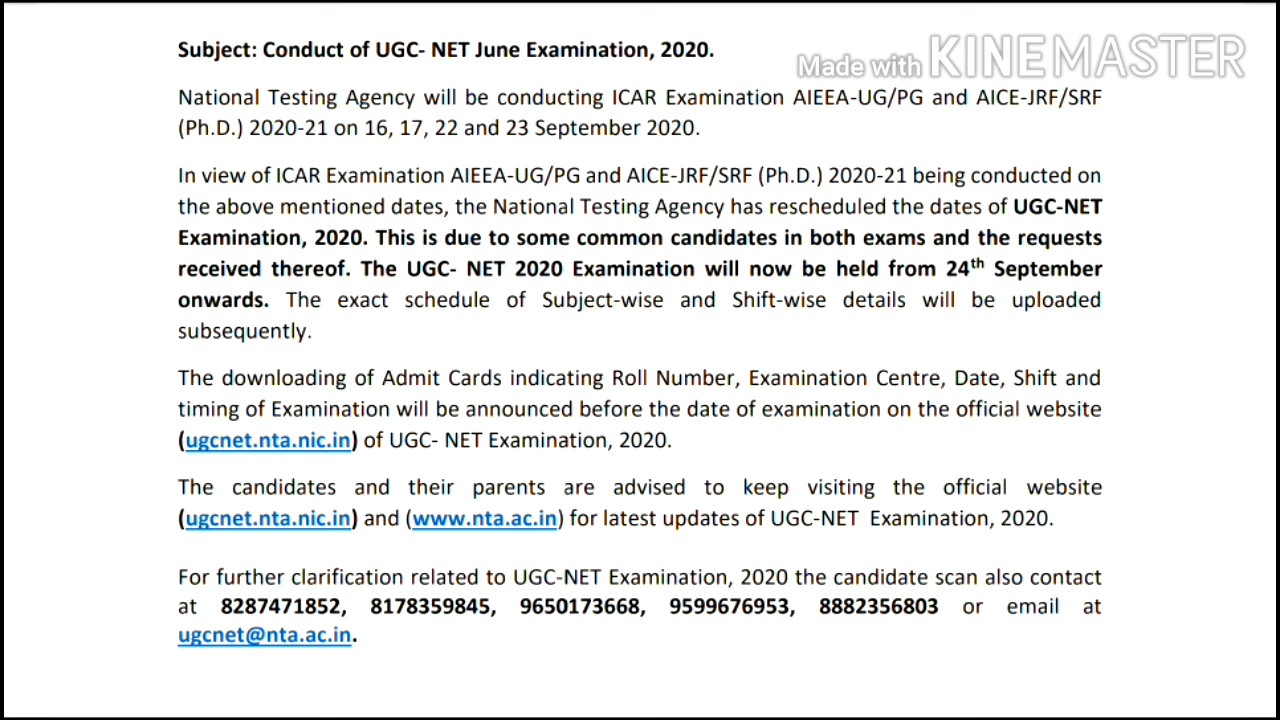 Subject: Conduct of UGC- NET June Examination, 2020.
Made with KINEMASTER
National Testing Agency will be conducting ICAR Examination AIEEA-UG/PG and AICE-JRF/SRF
(Ph.D.) 2020-21 on 16, 17, 22 and 23 September 2020.
In view of ICAR Examination AIEEA-UG/PG and AICE-JRF/SRF (Ph.D.) 2020-21 being conducted on
the above mentioned dates, the National Testing Agency has rescheduled the dates of UGC-NET
Examination, 2020. This is due to some common candidates in both exams and the requests
received thereof. The UGC- NET 2020 Examination will now be held from 24th September
onwards. The exact schedule of Subject-wise and Shift-wise details will be uploaded
subsequently.
The downloading of Admit Cards indicating Roll Number, Examination Centre, Date, Shift and
timing of Examination will be announced before the date of examination on the official website
(ugcnet.nta.nic.in) of UGC- NET Examination, 2020.
The candidates and their parents are advised to keep visiting the official website
(ugcnet.nta.nic.in) and (www.nta.ac.in) for latest updates of UGC-NET Examination, 2020.
For further clarification related to UGC-NET Examination, 2020 the candidate scan also contact
at 8287471852, 8178359845, 9650173668, 9599676953, 8882356803 or email at
ugcnet@nta.ac.in.